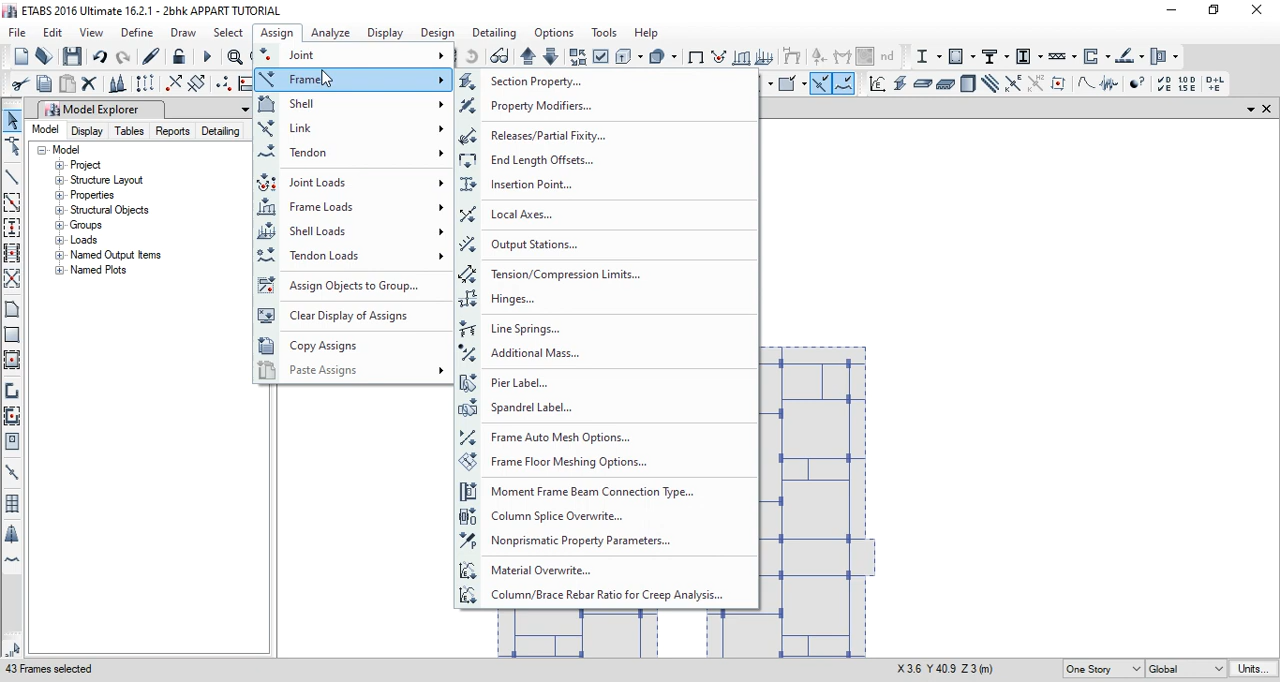 ETABS 2016 Ultimate 16.2.1 - 2bhk APPART TUTORIAL
File Edit View Define Draw Select Assign Analyze Display Design Detailing Options Tools Help
nd
Model Explorer
Model Display Tables Reports Detailing
Model
Project
Structure Layout
Properties
Structural Objects
Groups
Loads
Named Output Items
Named Plots
Joint
Frame
Shell
Link
Tendon
Joint Loads
Frame Loads
Shell Loads
Tendon Loads
Assign Objects to Group...
Clear Display of Assigns
Copy Assigns
Paste Assigns
Section Property...
Property Modifiers...
Releases/Partial Fixity...
End Length Offsets...
Insertion Point...
Local Axes...
Output Stations...
Tension/Compression Limits...
Hinges...
Line Springs...
Additional Mass...
Pier Label...
Spandrel Label...
Frame Auto Mesh Options...
Frame Floor Meshing Options...
Moment Frame Beam Connection Type...
Column Splice Overwrite...
Nonprismatic Property Parameters...
Material Overwrite...
Column/Brace Rebar Ratio for Creep Analysis...
43 Frames selected
X 3.6 Y 40.9 Z 3 (m)
One Story Global Units...